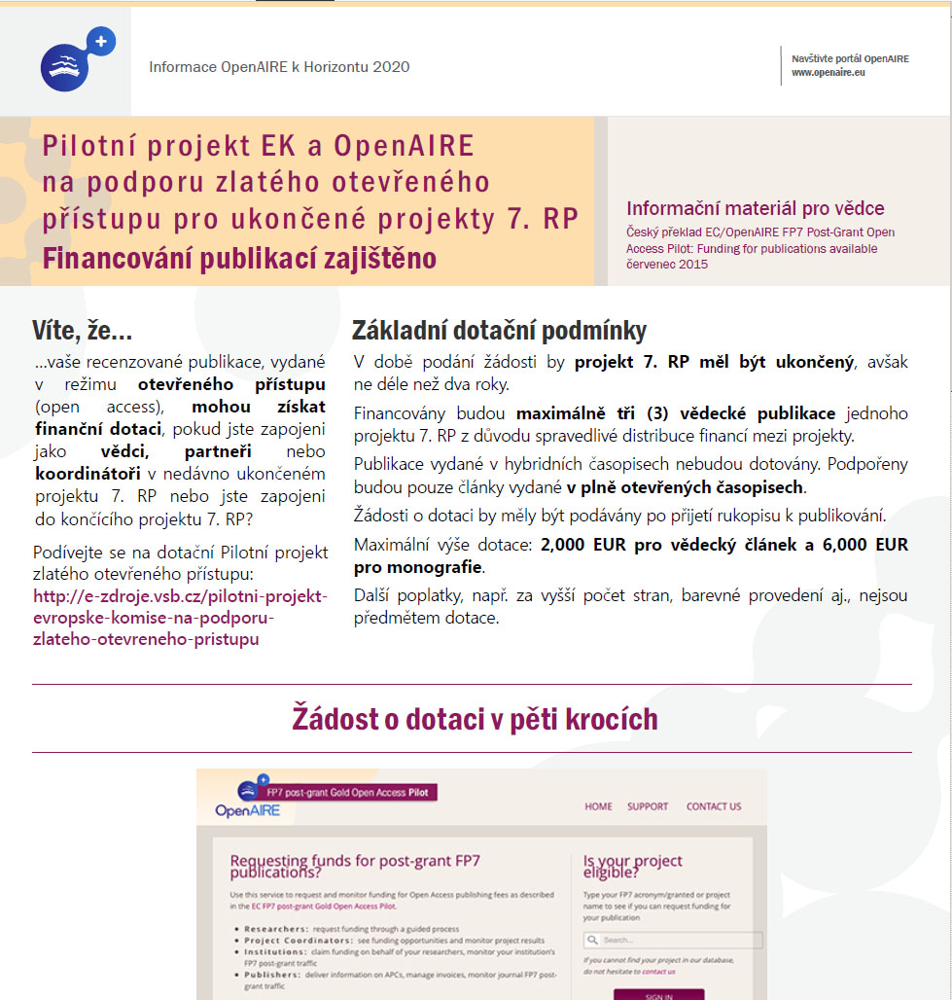 Informace OpenAIRE k Horizontu 2020
Navštivte portál OpenAIRE
www.openaire.eu
Pilotní projekt EK a OpenAIRE
na podporu zlatého otevřeného
přístupu pro ukončené projekty 7. RP
Financování publikací zajištěno
Informační materiál pro vědce
Český překlad EC/OpenAIRE FP7 Post-Grant Open
Access Pilot: Funding for publications available
červenec 2015
Víte, že...
...vaše recenzované publikace, vydané
v režimu otevřeného přístupu
(open access), mohou získat
finanční dotaci, pokud jste zapojeni
jako vědci, partneři nebo
koordinátoři v nedávno ukončeném
projektu 7. RP nebo jste zapojeni
do končícího projektu 7. RP?
Podívejte se na dotační Pilotní projekt
zlatého otevřeného přístupu:
http://e-zdroje.vsb.cz/pilotni-projekt-
evropske-komise-na-podporu-
zlateho-otevreneho-pristupu
Základní dotační podmínky
V době podání žádosti by projekt 7. RP měl být ukončený, avšak
ne déle než dva roky.
Financovány budou maximálně tři (3) vědecké publikace jednoho
projektu 7. RP z důvodu spravedlivé distribuce financí mezi projekty.
Publikace vydané v hybridních časopisech nebudou dotovány. Podpořeny
budou pouze články vydané v plně otevřených časopisech.
Žádosti o dotaci by měly být podávány po přijetí rukopisu k publikování.
Maximální výše dotace: 2,000 EUR pro vědecký článek a 6,000 EUR
pro monografie.
Další poplatky, např. za vyšší počet stran, barevné provedení aj., nejsou
předmětem dotace.
Žádost o dotaci v pěti krocích
FP7 post-grant Gold Open Access Pilot
OpenAIRE
HOME SUPPORT CONTACT US
Requesting funds for post-grant FP7
publications?
Use this service to request and monitor funding for Open Access publishing fees as described
in the EC FP7 post-grant Gold Open Access Pilot.
• Researchers: request funding through a guided process
• Project Coordinators: see funding opportunities and monitor project results
• Institutions: claim funding on behalf of your researchers, monitor your institution's
FP7 post-grant traffic
• Publishers: deliver information on APCs, manage invoices, monitor journal FP7 post-
grant traffic
Is your project
eligible?
Type your FP7 acronym/granted or project
name to see if you can request funding for
your publication
Search...
If you cannot find your project in our database,
do not hesitate to contact us
SIGN IN